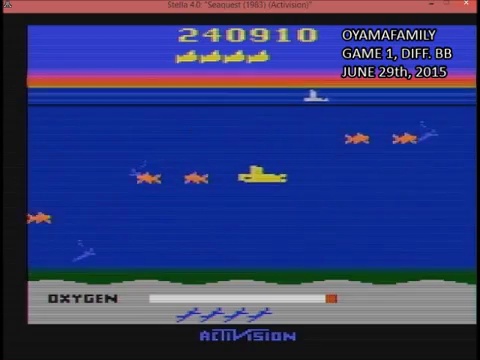 Stella 4.0: "Seaquest (1983) (Activision)"
240910
OYAMAFAMILY
GAME 1, DIFF. BB
JUNE 29th, 2015
OXYGEN
ACTIVISION